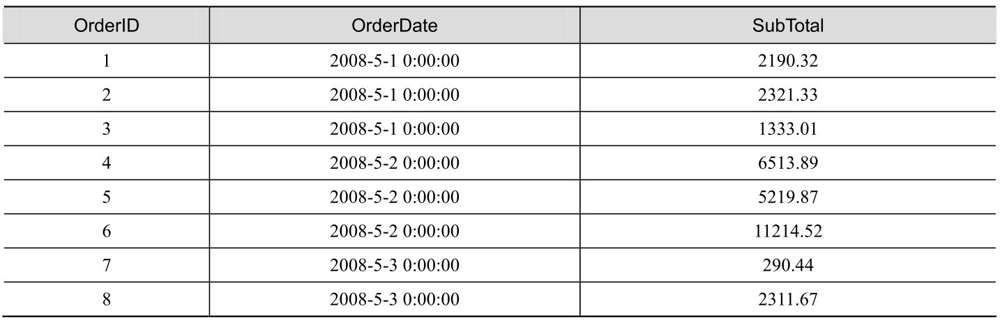 OrderID OrderDate SubTotal
1 2008-5-1 0:00:00 2190.32
2 2008-5-1 0:00:00 2321.33
3 2008-5-1 0:00:00 1333.01
4 2008-5-2 0:00:00 6513.89
5 2008-5-2 0:00:00 5219.87
6 2008-5-2 0:00:00 11214.52
7 2008-5-3 0:00:00 290.44
8 2008-5-3 0:00:00 2311.67